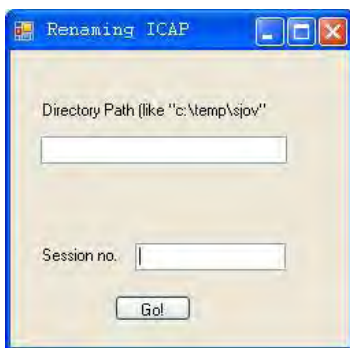 Renaming ICAP
Directory Path (like "c:\temp\sjov"
Session no.
Go!